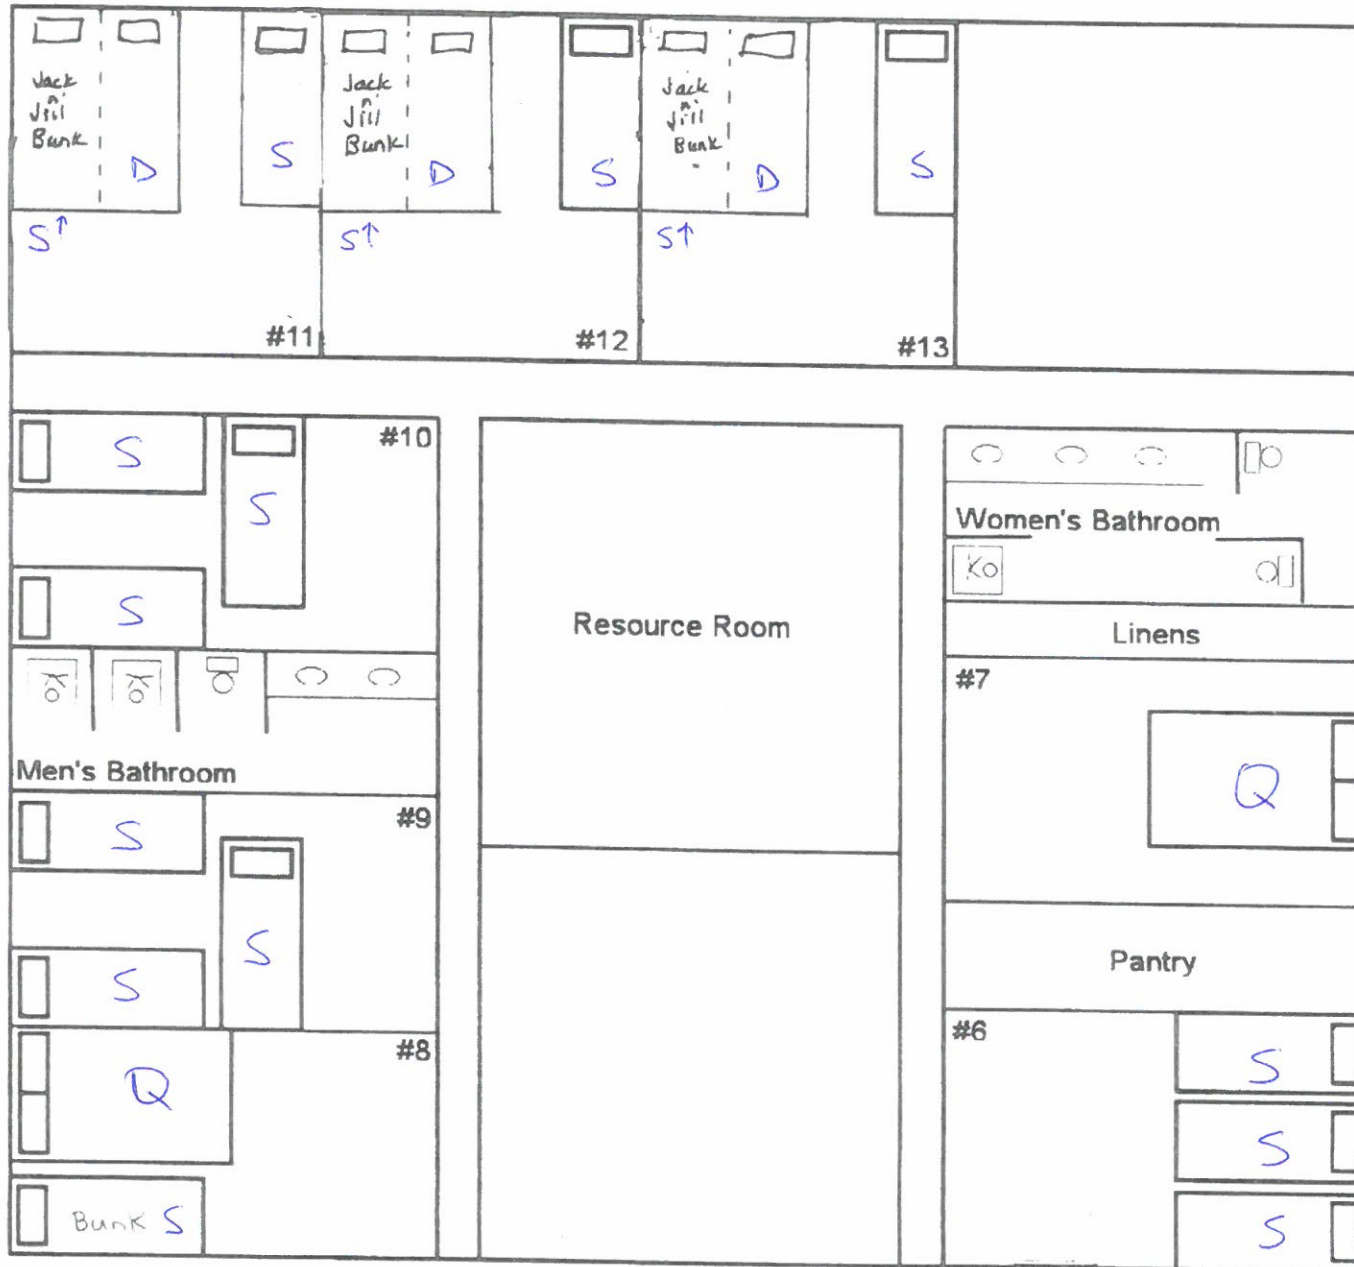 Jack
n'
Jill
Bunk
D
S
S↑
#11
Jack
n'
Jill
Bunk
D
S
S↑
#12
Jack
n'
Jill
Bunk
D
S
S↑
#13
#10
S
S
S
Men's Bathroom
#9
S
S
S
#8
Q
Bunk S
Resource Room
Women's Bathroom
Linens
#7
Q
Pantry
#6
S
S
S